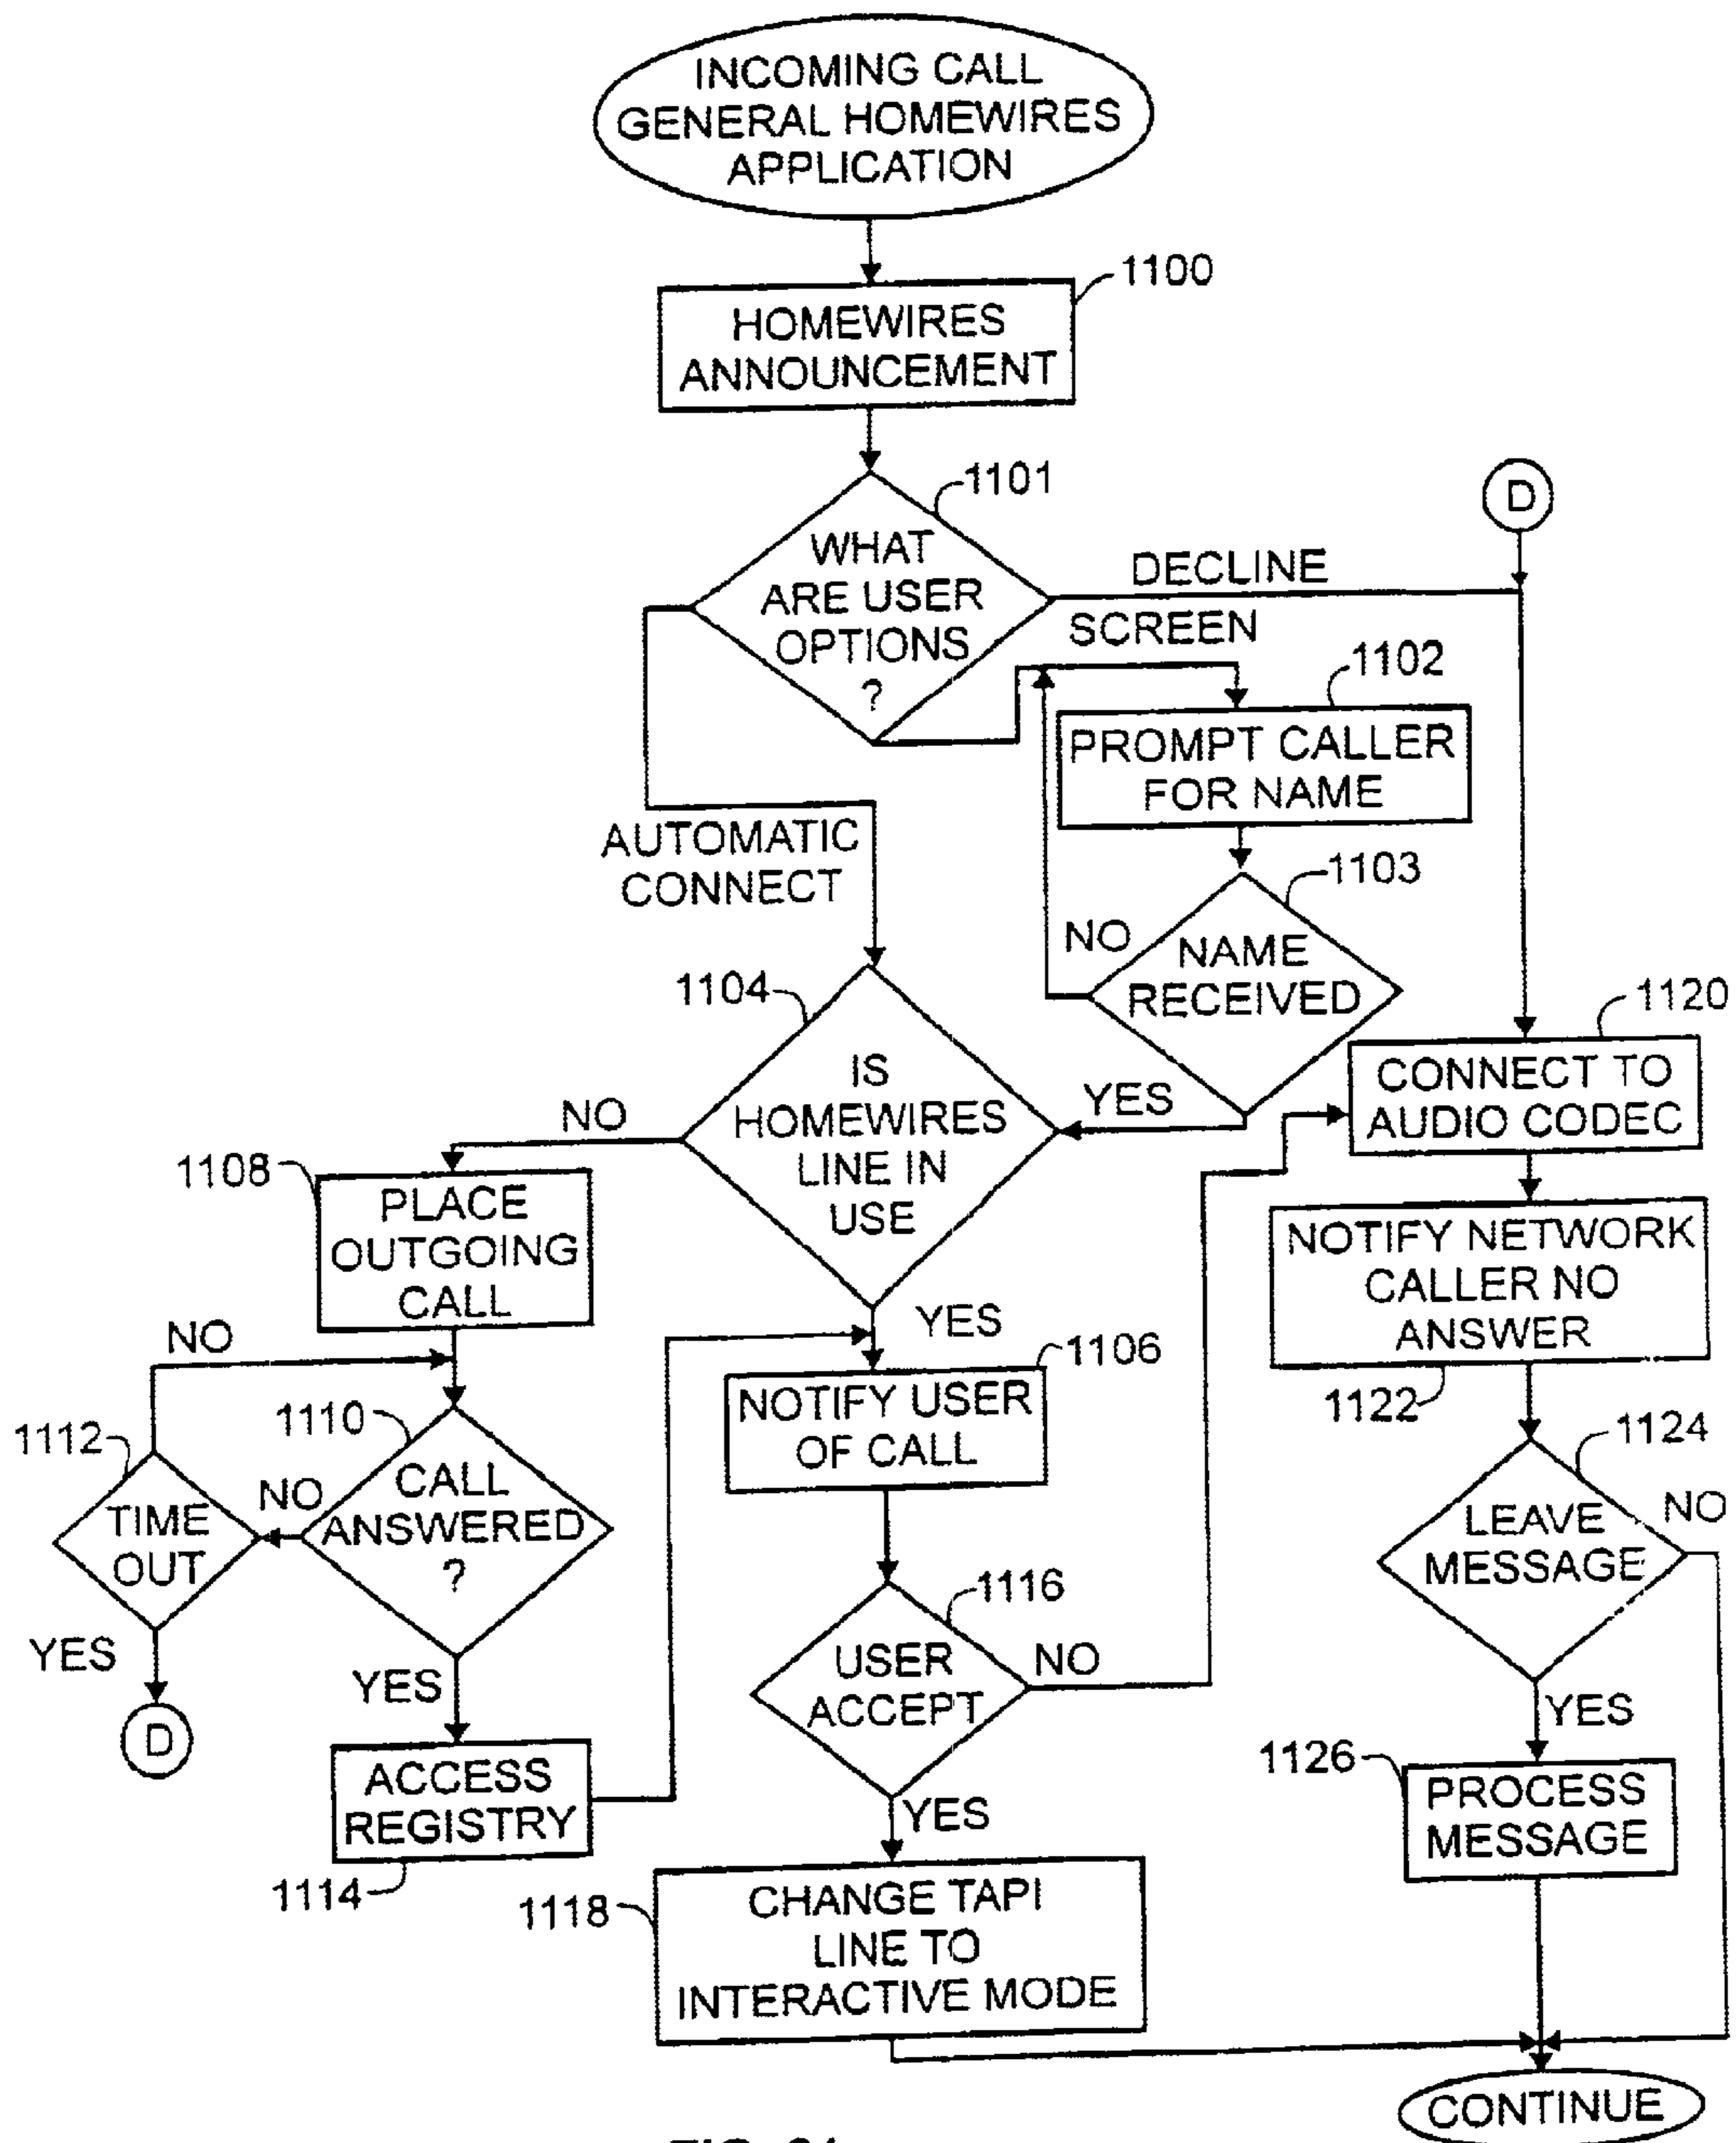 INCOMING CALL
GENERAL HOMEWIRES
APPLICATION
1100
HOMEWIRES
ANNOUNCEMENT
1101
D
WHAT
ARE USER
OPTIONS
?
DECLINE
SCREEN
1102
PROMPT CALLER
FOR NAME
AUTOMATIC
CONNECT
1103
NO
NAME
RECEIVED
1104
1120
IS
HOMEWIRES
LINE IN
USE
YES
CONNECT TO
AUDIO CODEC
NO
1108
PLACE
OUTGOING
CALL
NOTIFY NETWORK
CALLER NO
ANSWER
1122
NO
YES
1106
NOTIFY USER
OF CALL
1112
1110
1124
TIME
OUT
NO
CALL
ANSWERED
?
LEAVE
MESSAGE
NO
1116
USER
ACCEPT
NO
YES
D
YES
YES
ACCESS
REGISTRY
1114
1126
PROCESS
MESSAGE
YES
1118
CHANGE TAPI
LINE TO
INTERACTIVE MODE
CONTINUE